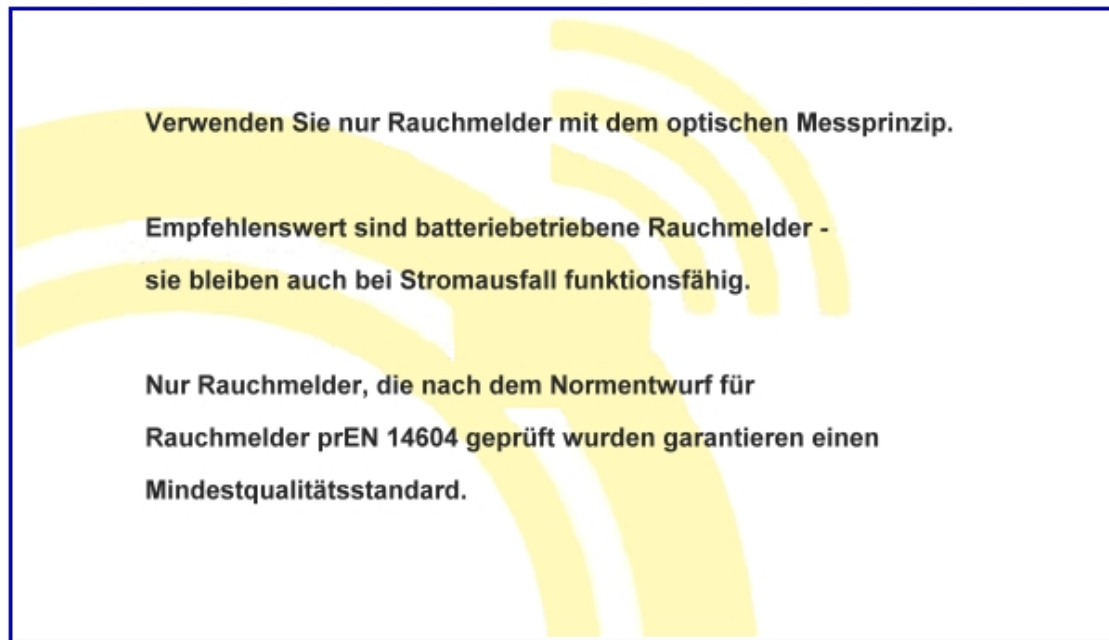 Verwenden Sie nur Rauchmelder mit dem optischen Messprinzip.
Empfehlenswert sind batteriebetriebene Rauchmelder -
sie bleiben auch bei Stromausfall funktionsfähig.
Nur Rauchmelder, die nach dem Normentwurf für
Rauchmelder prEN 14604 geprüft wurden garantieren einen
Mindestqualitätsstandard.